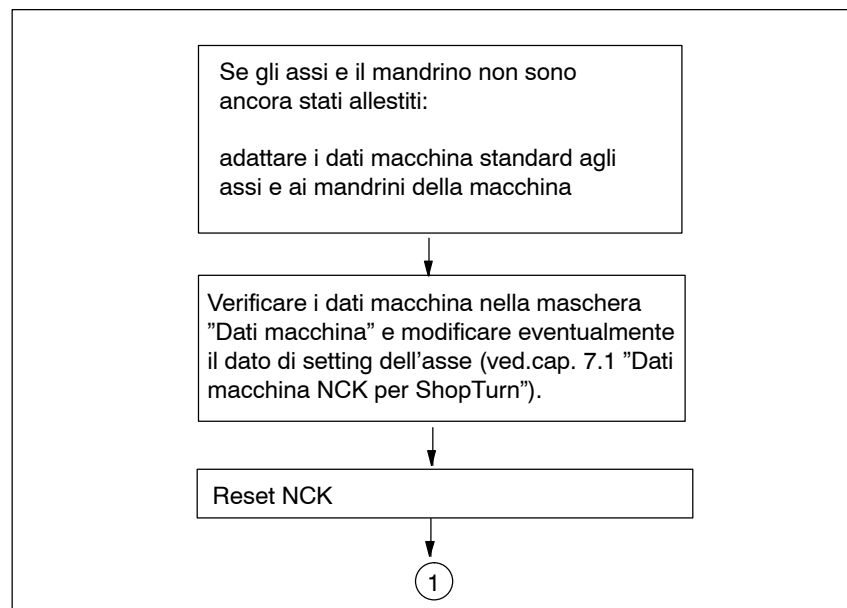 Se gli assi e il mandrino non sono
ancora stati allestiti:
adattare i dati macchina standard agli
assi e ai mandrini della macchina
Verificare i dati macchina nella maschera
”Dati macchina” e modificare eventualmente
il dato di setting dell’asse (ved.cap. 7.1 ”Dati
macchina NCK per ShopTurn”).
Reset NCK
1